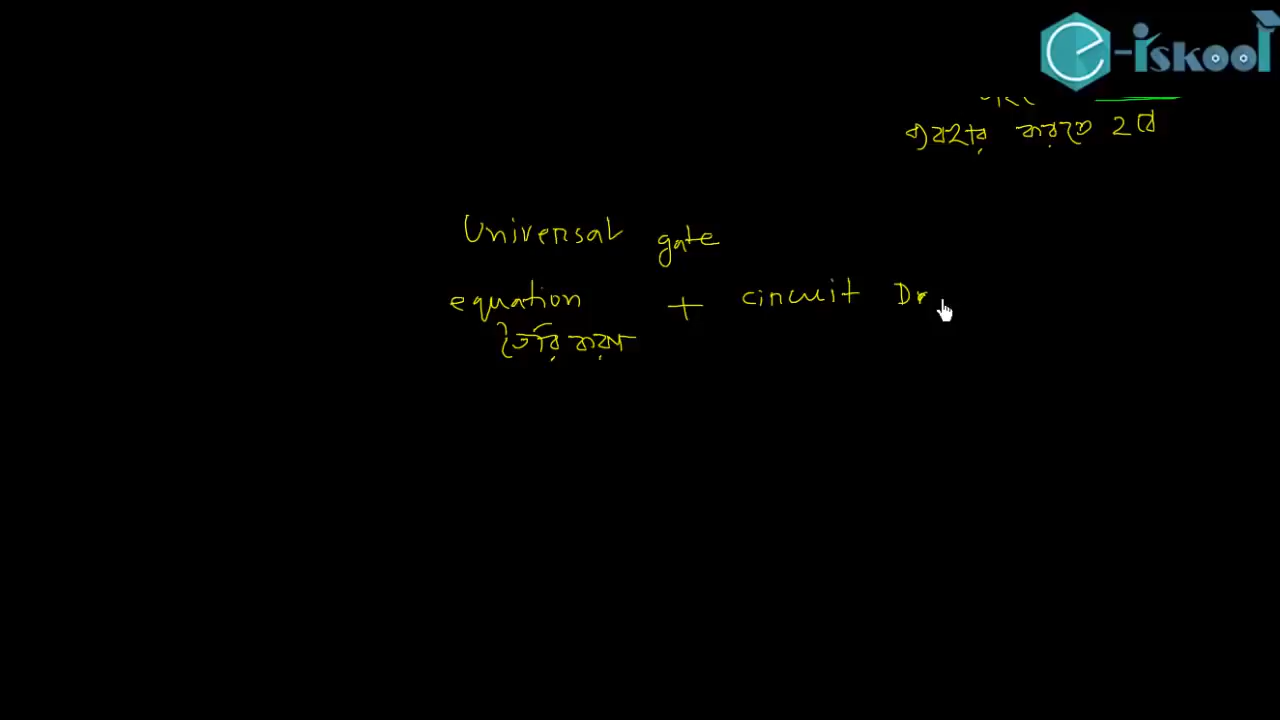 e-iskool
ব্যবহার করতে হবে
Universal gate
equation + circuit Dr
তৈরি করা